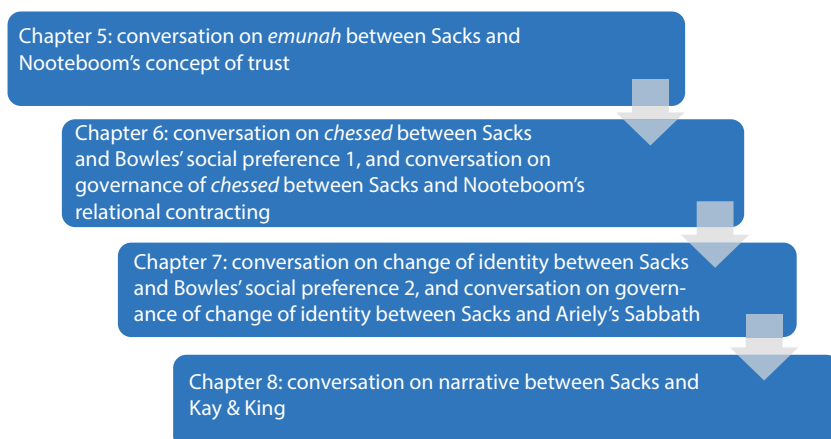 Chapter 5: conversation on emunah between Sacks and
Nooteboom's concept of trust
Chapter 6: conversation on chessed between Sacks
and Bowles' social preference 1, and conversation on
governance of chessed between Sacks and Nooteboom's
relational contracting
Chapter 7: conversation on change of identity between Sacks
and Bowles' social preference 2, and conversation on govern-
ance of change of identity between Sacks and Ariely's Sabbath
Chapter 8: conversation on narrative between Sacks and
Kay & King